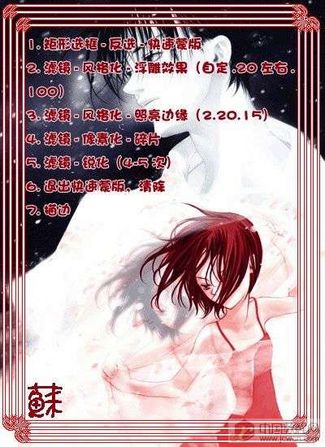 1. 矩形选框-反选-快速蒙版
2. 滤镜-风格化-浮雕效果（自定.20左右.
100）
3. 滤镜-风格化-照亮边缘（2.20.15）
4. 滤镜-像素化-碎片
5. 滤镜-锐化（4-5次）
6. 退出快速蒙版、清除
7. 描边
蘇